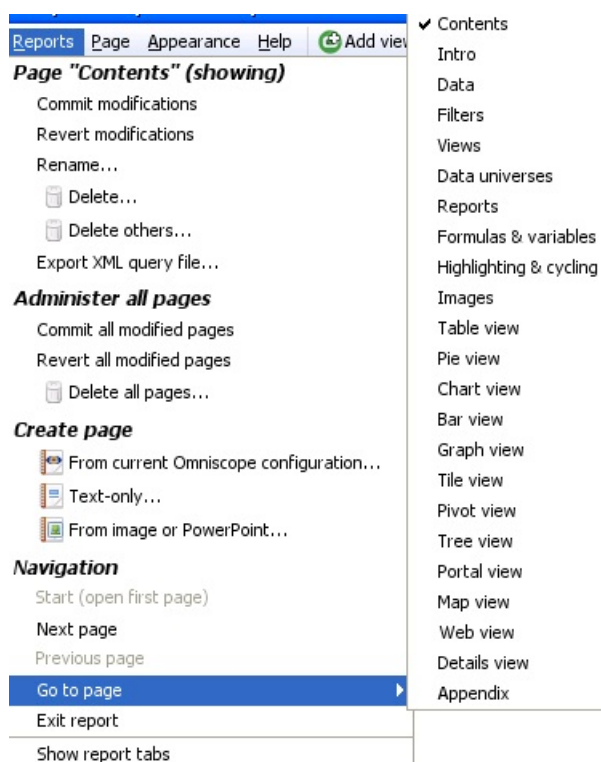 Reports Page Appearance Help Add view
Page "Contents" (showing)
Commit modifications
Revert modifications
Rename...
Delete...
Delete others...
Export XML query file...
Administer all pages
Commit all modified pages
Revert all modified pages
Delete all pages...
Create page
From current Omniscope configuration...
Text-only...
From image or PowerPoint...
Navigation
Start (open first page)
Next page
Previous page
Go to page
Exit report
Show report tabs
Contents
Intro
Data
Filters
Views
Data universes
Reports
Formulas & variables
Highlighting & cycling
Images
Table view
Pie view
Chart view
Bar view
Graph view
Tile view
Pivot view
Tree view
Portal view
Map view
Web view
Details view
Appendix